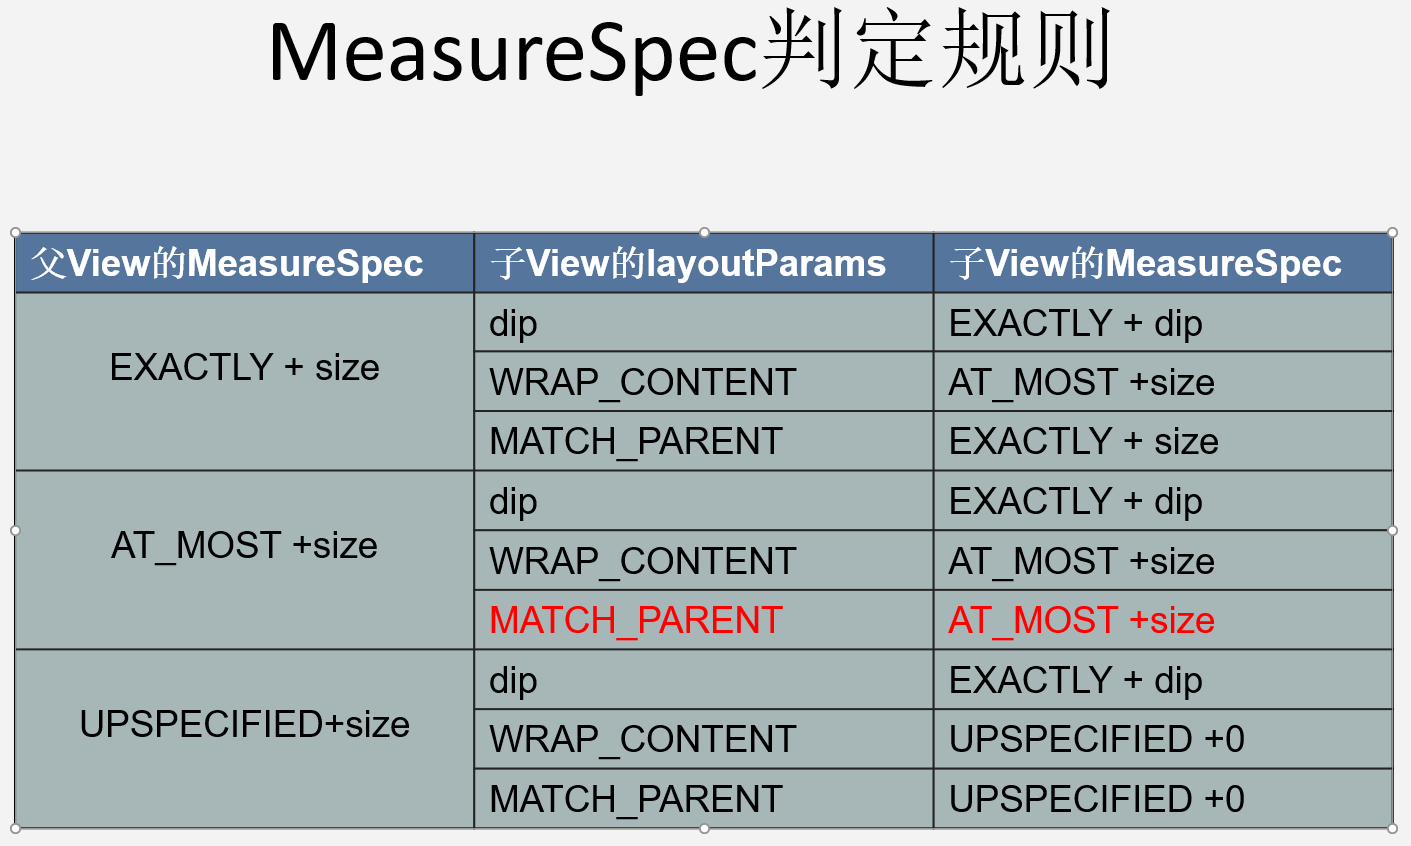 MeasureSpec判定规则
父View的MeasureSpec 子View的layoutParams 子View的MeasureSpec
EXACTLY + size
dip EXACTLY + dip
WRAP_CONTENT AT_MOST +size
MATCH_PARENT EXACTLY + size
AT_MOST +size
dip EXACTLY + dip
WRAP_CONTENT AT_MOST +size
MATCH_PARENT AT_MOST +size
UPSPECIFIED+size
dip EXACTLY + dip
WRAP_CONTENT UPSPECIFIED +0
MATCH_PARENT UPSPECIFIED +0